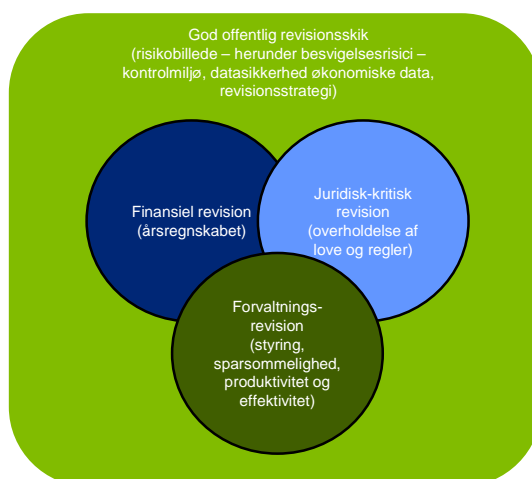 God offentlig revisionsskik
(risikobillede – herunder besvigelsesrisici –
kontrolmiljø, datasikkerhed økonomiske data,
revisionsstrategi)
Finansiel revision
(årsregnskabet)
Juridisk-kritisk
revision
(overholdelse af
love og regler)
Forvaltnings-
revision
(styring,
sparsommelighed,
produktivitet og
effektivitet)